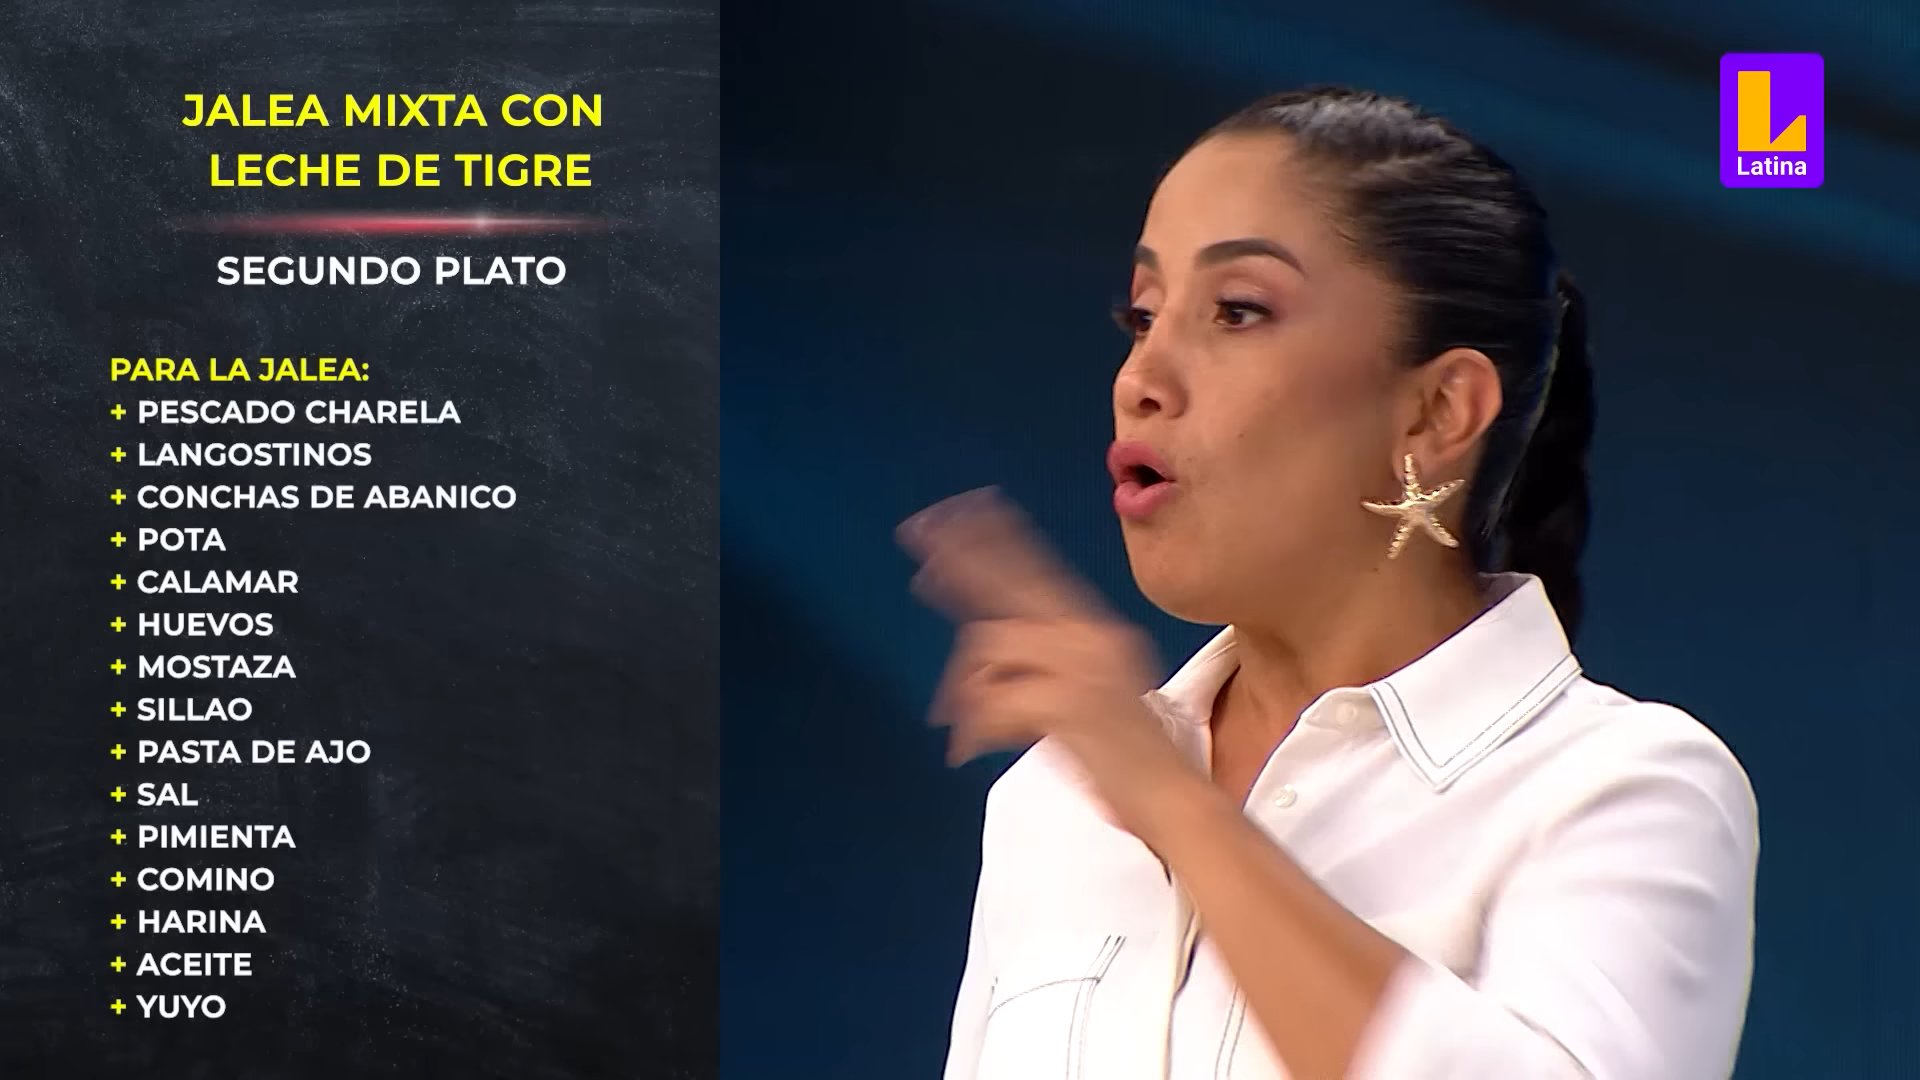 JALEA MIXTA CON
LECHE DE TIGRE
SEGUNDO PLATO
PARA LA JALEA:
+ PESCADO CHARELA
+ LANGOSTINOS
+ CONCHAS DE ABANICO
+ POTA
+ CALAMAR
+ HUEVOS
+ MOSTAZA
+ SILLAO
+ PASTA DE AJO
+ SAL
+ PIMIENTA
+ COMINO
+ HARINA
+ ACEITE
+ YUYO
Latina